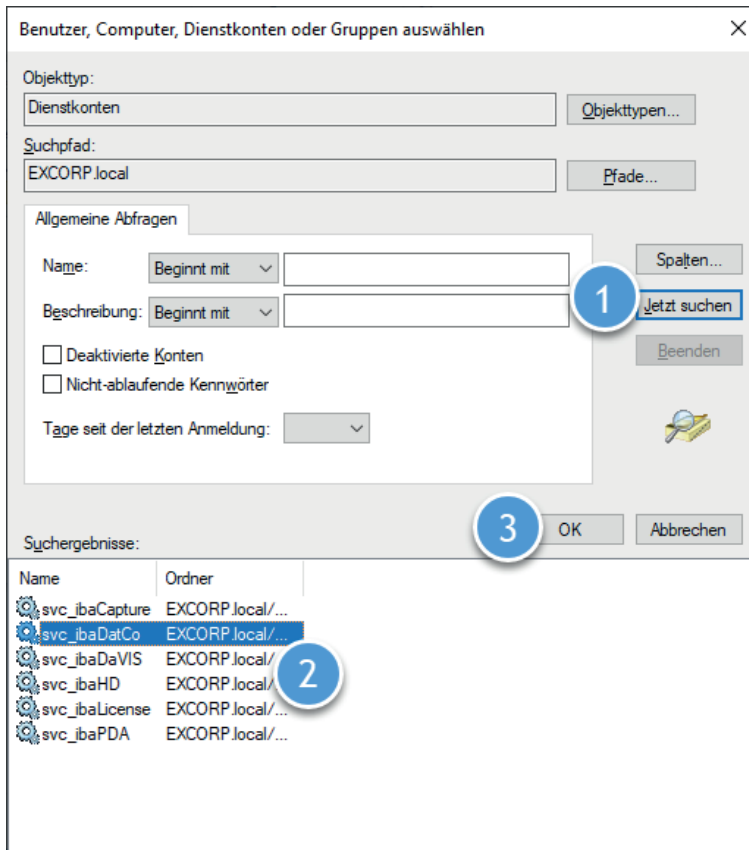 Benutzer, Computer, Dienstkonten oder Gruppen auswählen
Objekttyp:
Dienstkonten
Objekttypen...
Suchpfad:
EXCORP.local
Pfade...
Allgemeine Abfragen
Name: Beginnt mit
Spalten...
Beschreibung: Beginnt mit
1 Jetzt suchen
Deaktivierte Konten
Beenden
Nicht-ablaufende Kennwörter
Tage seit der letzten Anmeldung:
3 OK Abbrechen
Suchergebnisse:
Name Ordner
svc_ibaCapture EXCORP.local/...
svc_ibaDatCo EXCORP.local/...
svc_ibaDaVIS EXCORP.local/...
2
svc_ibaHD EXCORP.local/...
svc_ibaLicense EXCORP.local/...
svc_ibaPDA EXCORP.local/...